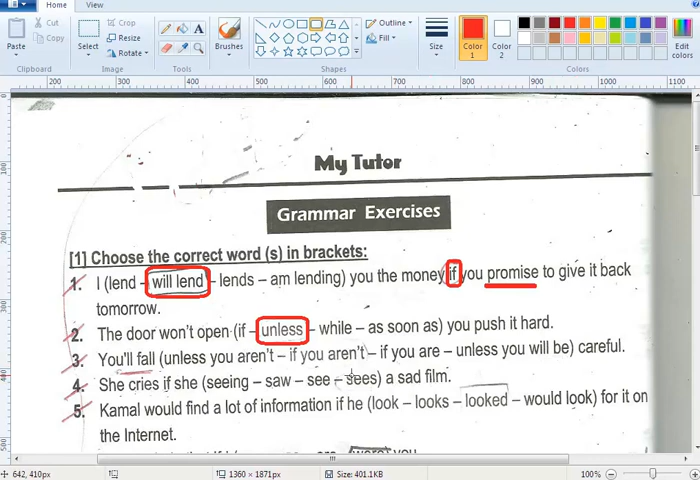 Home
View
Paste
Cut
Copy
Clipboard
Select
Crop
Resize
Rotate
Image
Tools
Brushes
Shapes
Outline
Fill
Size
Color 1
Color 2
Colors
Edit colors
200 300 400 500 600 700 800 900 1000
0
100
200
300
400
500
My Tutor
Grammar Exercises
[1] Choose the correct word (s) in brackets:
1. I (lend – will lend – lends – am lending) you the money if you promise to give it back
tomorrow.
2. The door won't open (if – unless – while – as soon as) you push it hard.
3. You'll fall (unless you aren't – if you aren't – if you are – unless you will be) careful.
4. She cries if she (seeing – saw – see – sees) a sad film.
5. Kamal would find a lot of information if he (look – looks – looked – would look) for it on
the Internet.
642, 410px
1360 × 1871px
Size: 401.1KB
100%